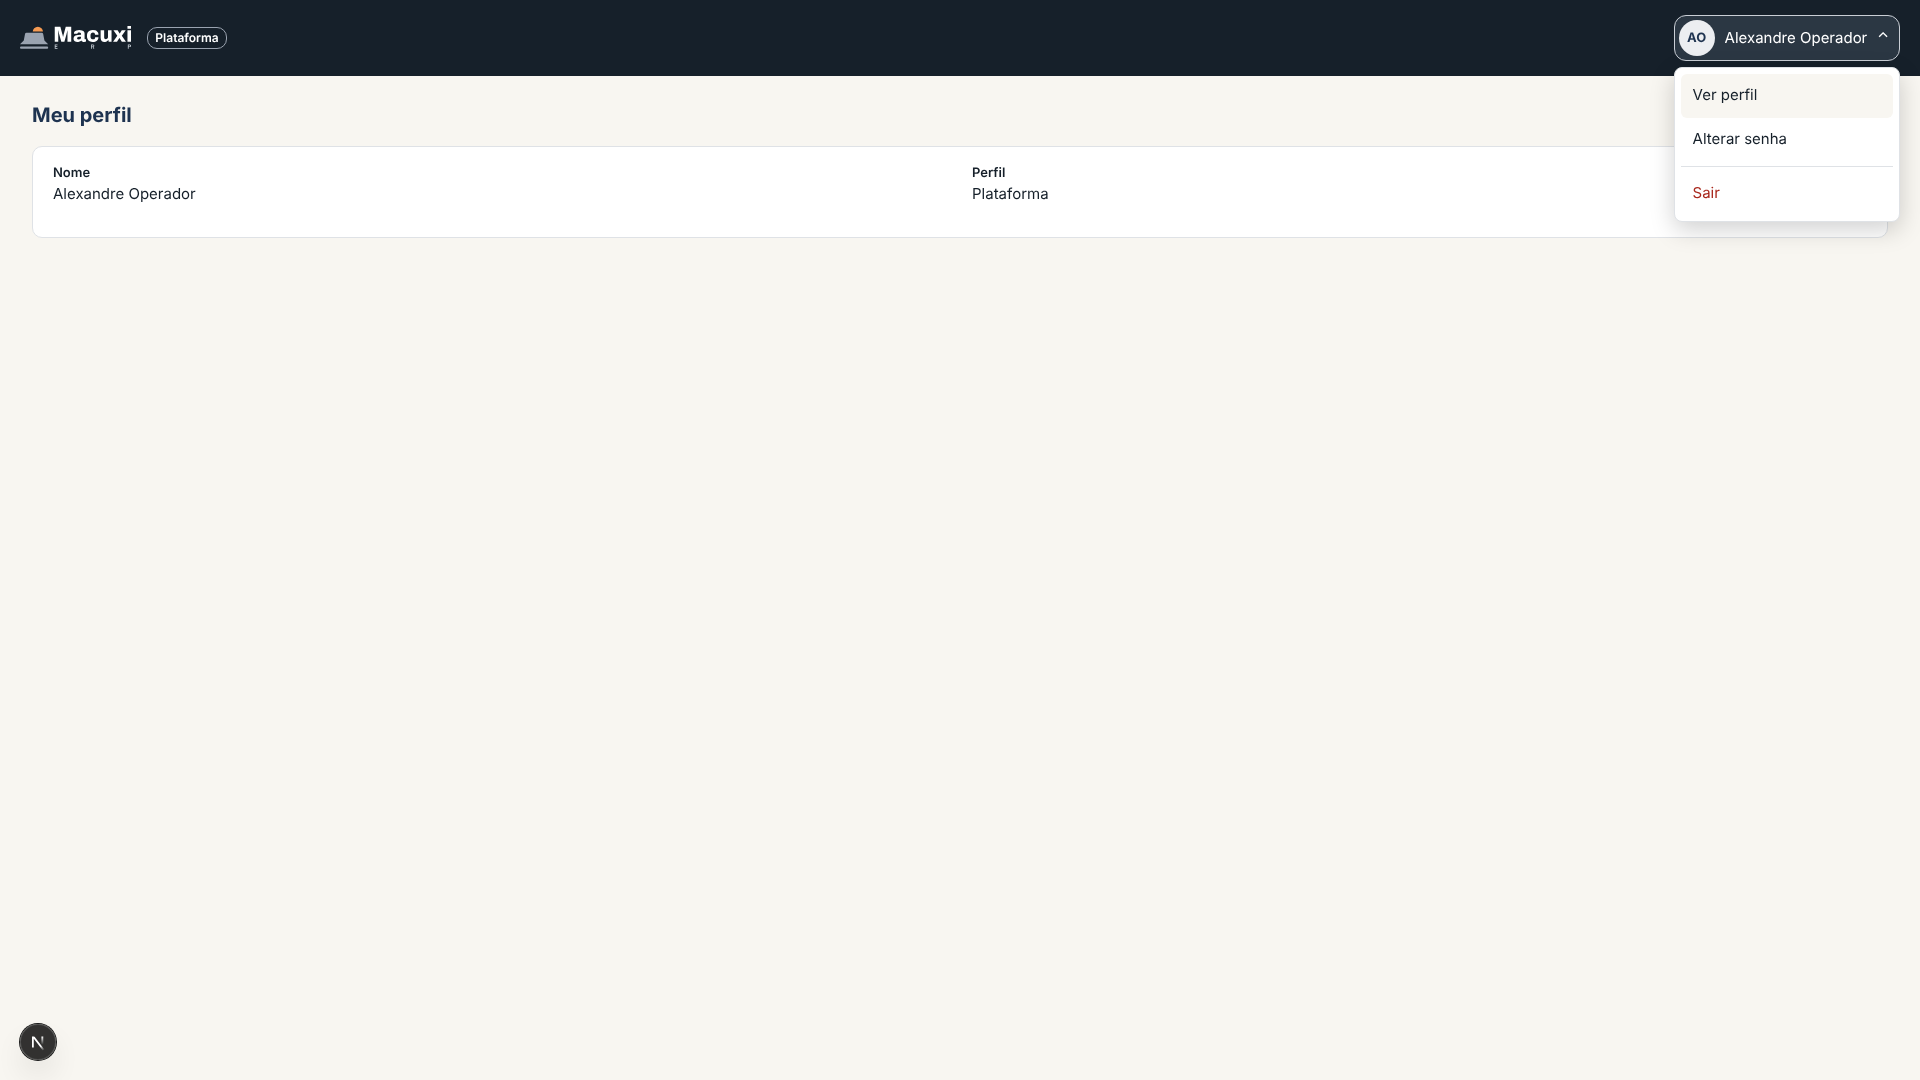 Macuxi
E R P
Plataforma
AO
Alexandre Operador
Ver perfil
Alterar senha
Sair
Meu perfil
Nome
Alexandre Operador
Perfil
Plataforma
N